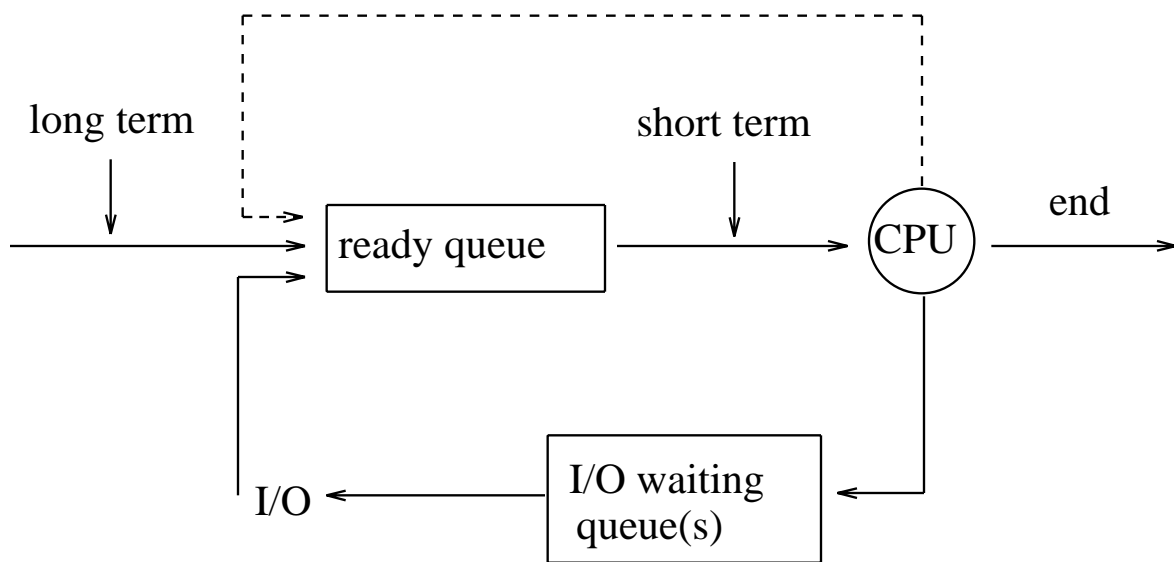 long term
short term
end
ready queue
CPU
I/O waiting
queue(s)
I/O